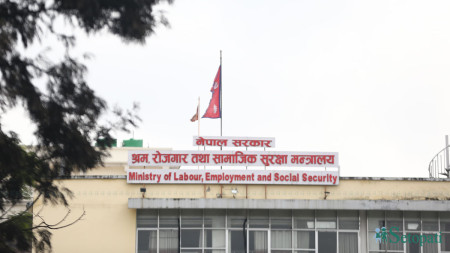 नेपाल सरकार
श्रम, रोजगार तथा सामाजिक सुरक्षा मन्त्रालय
Ministry of Labour, Employment and Social Security